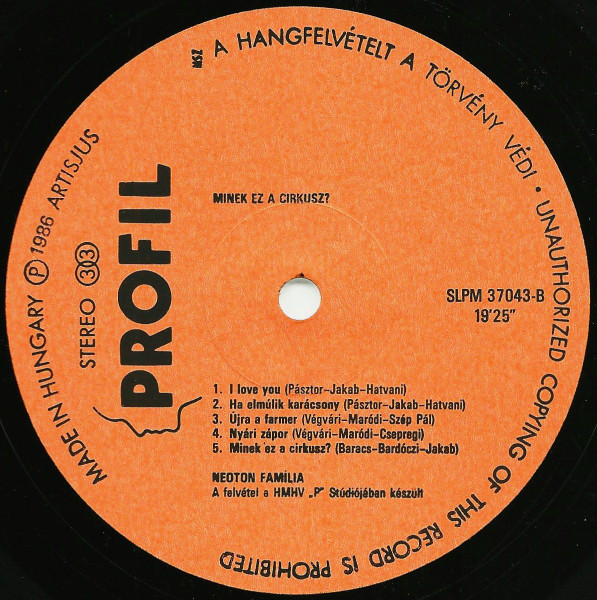 MADE IN HUNGARY Ⓟ 1986 ARTISJUS
MSZ A HANGFELVÉTELT A TÖRVÉNY VÉDI · UNAUTHORIZED COPYING OF THIS RECORD IS PROHIBITED
STEREO 33
PROFIL
MINEK EZ A CIRKUSZ?
SLPM 37043-B
19'25"
1. I love you (Pásztor–Jakab–Hatvani)
2. Ha elmúlik karácsony (Pásztor–Jakab–Hatvani)
3. Újra a farmer (Végvári–Maródi–Szép Pál)
4. Nyári zápor (Végvári–Maródi–Csepregi)
5. Minek ez a cirkusz? (Baracs–Bardóczi–Jakab)
NEOTON FAMÍLIA
A felvétel a HMHV „P" Stúdiójában készült